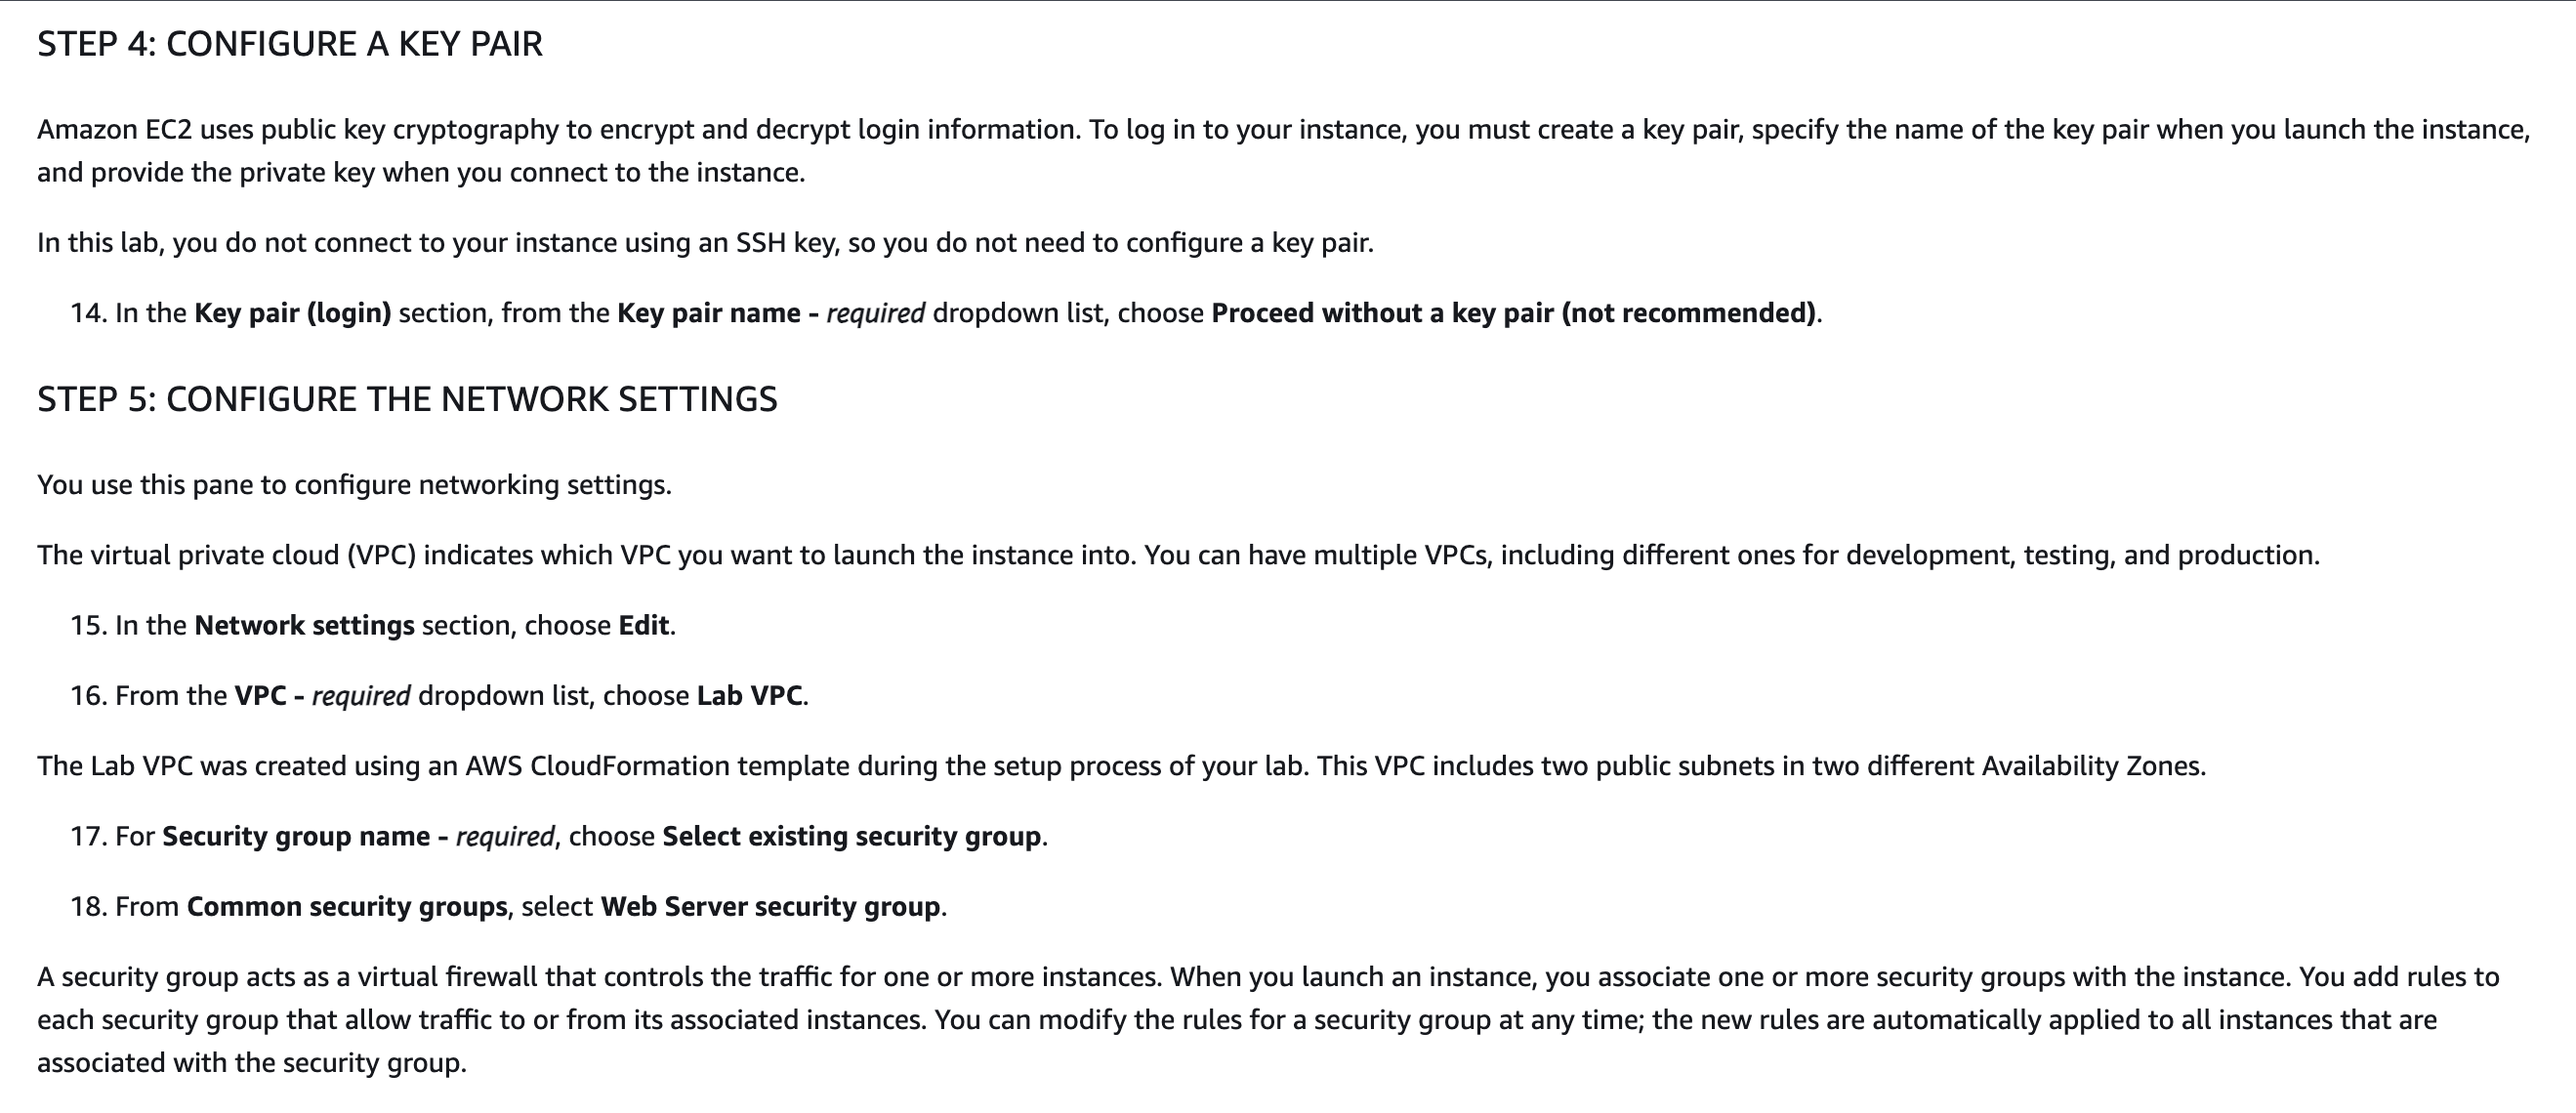 STEP 4: CONFIGURE A KEY PAIR
Amazon EC2 uses public key cryptography to encrypt and decrypt login information. To log in to your instance, you must create a key pair, specify the name of the key pair when you launch the instance,
and provide the private key when you connect to the instance.
In this lab, you do not connect to your instance using an SSH key, so you do not need to configure a key pair.
14. In the Key pair (login) section, from the Key pair name - required dropdown list, choose Proceed without a key pair (not recommended).
STEP 5: CONFIGURE THE NETWORK SETTINGS
You use this pane to configure networking settings.
The virtual private cloud (VPC) indicates which VPC you want to launch the instance into. You can have multiple VPCs, including different ones for development, testing, and production.
15. In the Network settings section, choose Edit.
16. From the VPC - required dropdown list, choose Lab VPC.
The Lab VPC was created using an AWS CloudFormation template during the setup process of your lab. This VPC includes two public subnets in two different Availability Zones.
17. For Security group name - required, choose Select existing security group.
18. From Common security groups, select Web Server security group.
A security group acts as a virtual firewall that controls the traffic for one or more instances. When you launch an instance, you associate one or more security groups with the instance. You add rules to
each security group that allow traffic to or from its associated instances. You can modify the rules for a security group at any time; the new rules are automatically applied to all instances that are
associated with the security group.